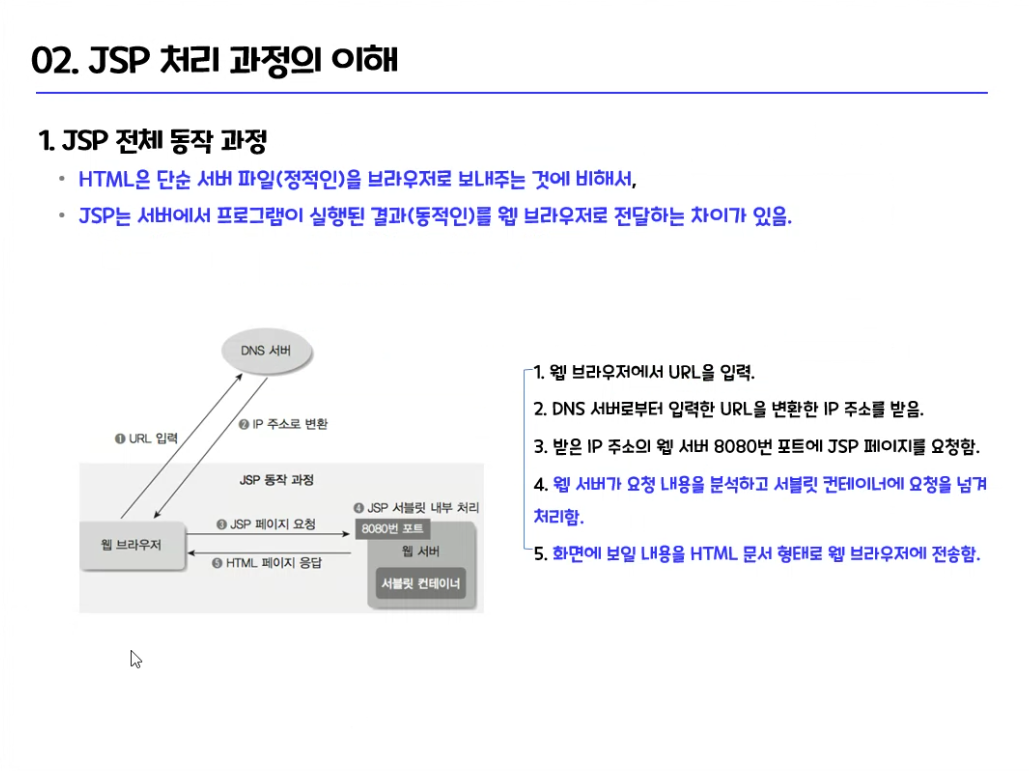 02. JSP 처리 과정의 이해
1. JSP 전체 동작 과정
• HTML은 단순 서버 파일(정적인)을 브라우저로 보내주는 것에 비해서,
• JSP는 서버에서 프로그램이 실행된 결과(동적인)를 웹 브라우저로 전달하는 차이가 있음.
DNS 서버
❶ URL 입력
❷ IP 주소로 변환
JSP 동작 과정
웹 브라우저
❸ JSP 페이지 요청
❹ JSP 서블릿 내부 처리
8080번 포트
웹 서버
❺ HTML 페이지 응답
서블릿 컨테이너
1. 웹 브라우저에서 URL을 입력.
2. DNS 서버로부터 입력한 URL을 변환한 IP 주소를 받음.
3. 받은 IP 주소의 웹 서버 8080번 포트에 JSP 페이지를 요청함.
4. 웹 서버가 요청 내용을 분석하고 서블릿 컨테이너에 요청을 넘겨
처리함.
5. 화면에 보일 내용을 HTML 문서 형태로 웹 브라우저에 전송함.